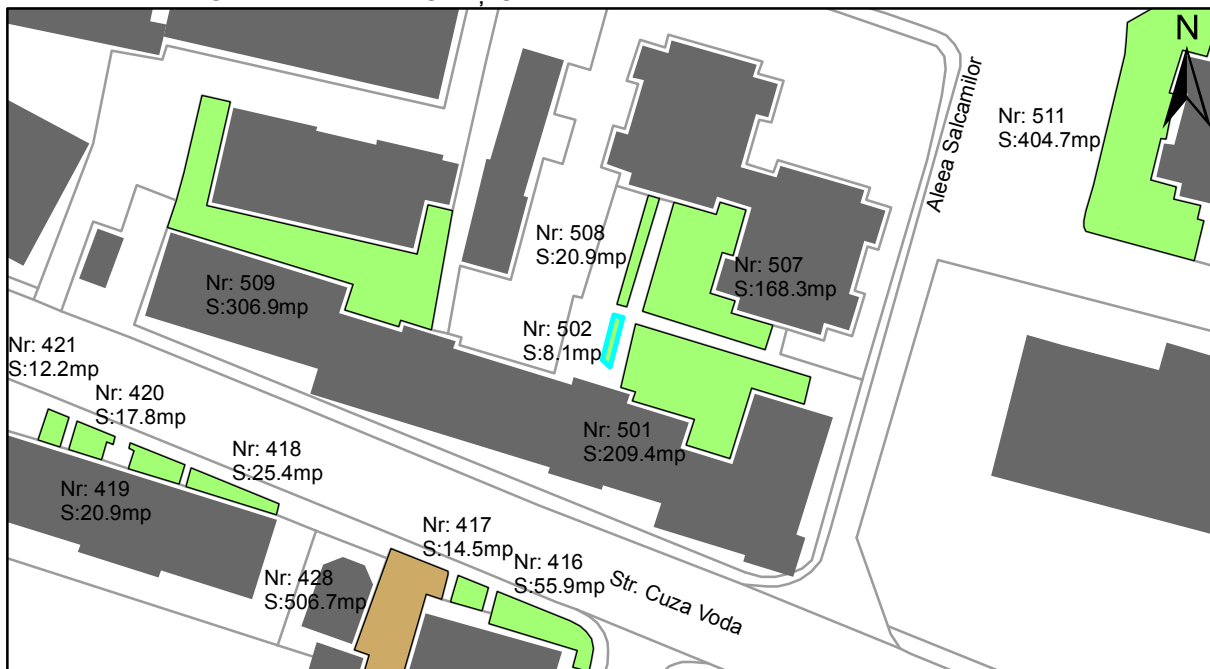 N
Nr: 511
S:404.7mp
Aleea Salcamilor
Nr: 508
S:20.9mp
Nr: 507
S:168.3mp
Nr: 509
S:306.9mp
Nr: 502
S:8.1mp
Nr: 421
S:12.2mp
Nr: 420
S:17.8mp
Nr: 418
S:25.4mp
Nr: 501
S:209.4mp
Nr: 419
S:20.9mp
Nr: 417
S:14.5mp
Nr: 416
S:55.9mp
Nr: 428
S:506.7mp
Str. Cuza Voda